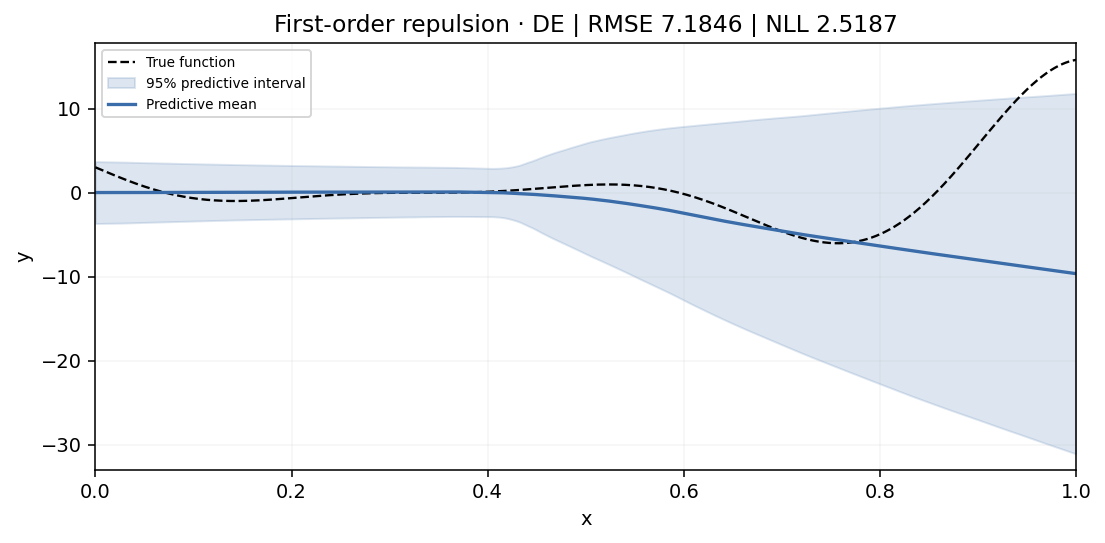 First-order repulsion · DE | RMSE 7.1846 | NLL 2.5187
True function
95% predictive interval
Predictive mean
10
0
−10
−20
−30
y
0.0 0.2 0.4 0.6 0.8 1.0
x